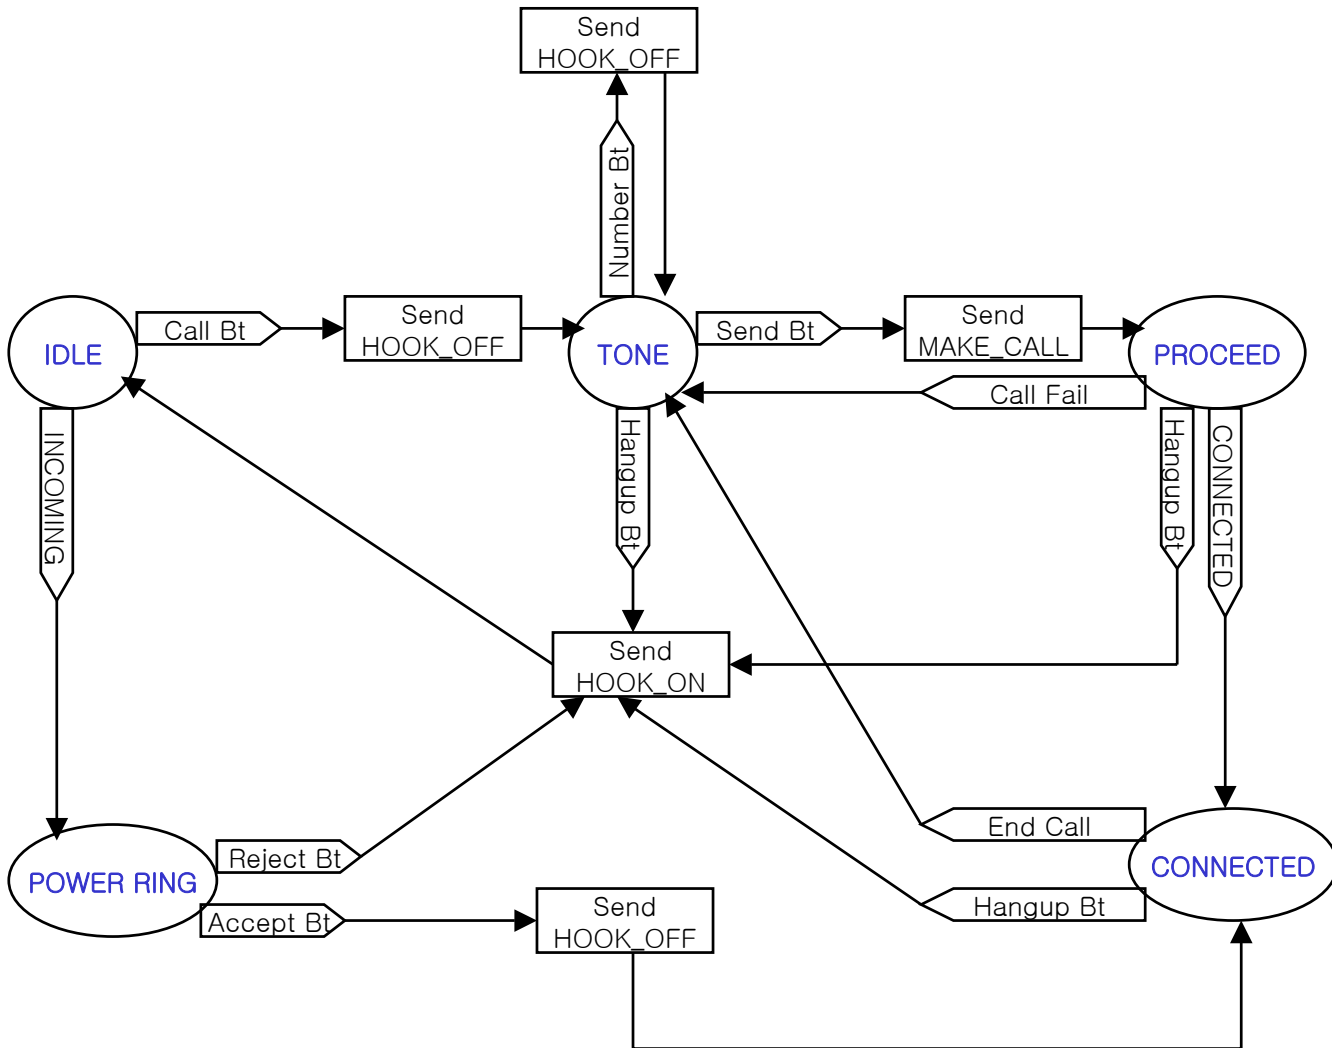 Send
HOOK_OFF
Number Bt
IDLE
Call Bt
Send
HOOK_OFF
TONE
Send Bt
Send
MAKE_CALL
PROCEED
Call Fail
INCOMING
Hangup Bt
Hangup Bt
CONNECTED
Send
HOOK_ON
POWER RING
Reject Bt
Accept Bt
Send
HOOK_OFF
End Call
CONNECTED
Hangup Bt